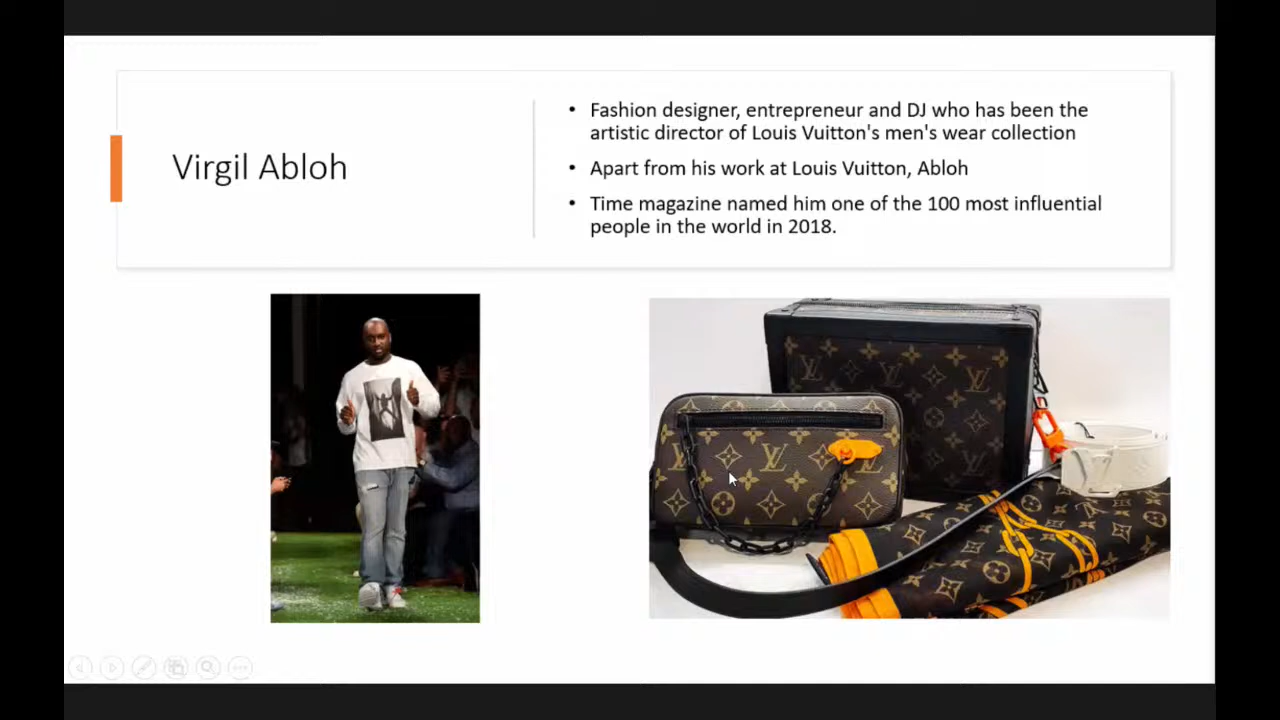 Virgil Abloh
• Fashion designer, entrepreneur and DJ who has been the
artistic director of Louis Vuitton's men's wear collection
• Apart from his work at Louis Vuitton, Abloh
• Time magazine named him one of the 100 most influential
people in the world in 2018.